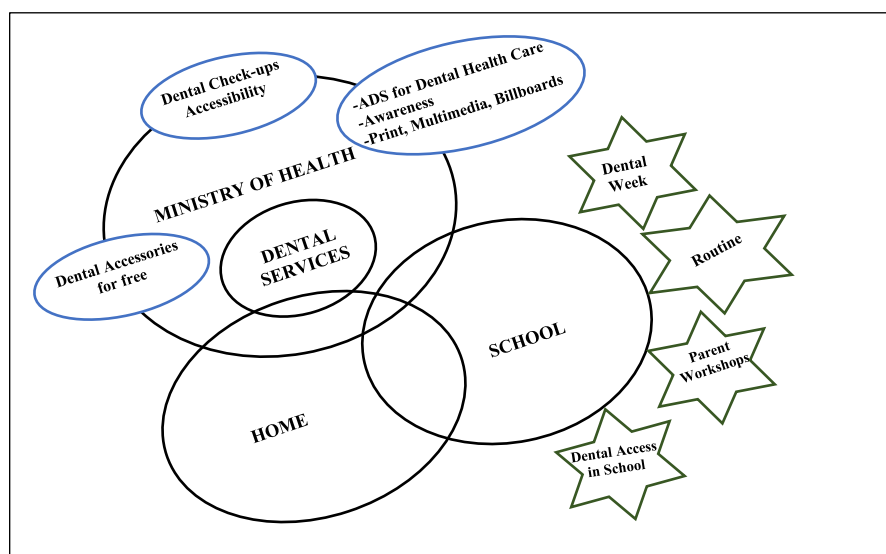 Dental Check-ups
Accessibility
-ADS for Dental Health Care
-Awareness
-Print, Multimedia, Billboards
MINISTRY OF HEALTH
DENTAL
SERVICES
Dental Accessories
for free
HOME
SCHOOL
Dental
Week
Routine
Parent
Workshops
Dental Access
in School